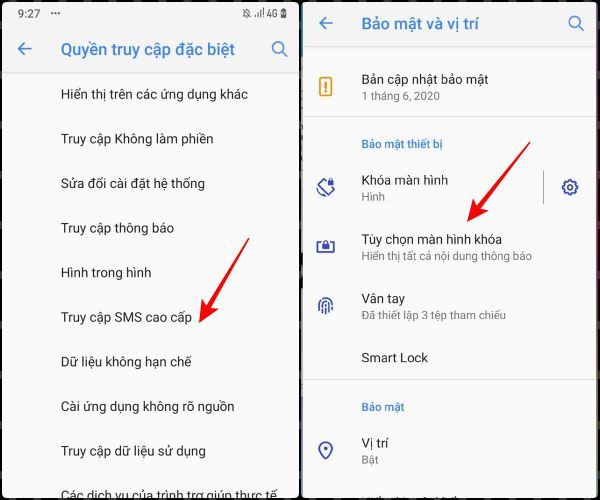 9:27 ... 4G
Quyền truy cập đặc biệt
Hiển thị trên các ứng dụng khác
Truy cập Không làm phiền
Sửa đổi cài đặt hệ thống
Truy cập thông báo
Hình trong hình
Truy cập SMS cao cấp
Dữ liệu không hạn chế
Cài ứng dụng không rõ nguồn
Truy cập dữ liệu sử dụng
Các dịch vụ của trình trợ giúp thực tế
Bảo mật và vị trí
Bản cập nhật bảo mật
1 tháng 6, 2020
Bảo mật thiết bị
Khóa màn hình
Hình
Tùy chọn màn hình khóa
Hiển thị tất cả nội dung thông báo
Vân tay
Đã thiết lập 3 tệp tham chiếu
Smart Lock
Bảo mật
Vị trí
Bật